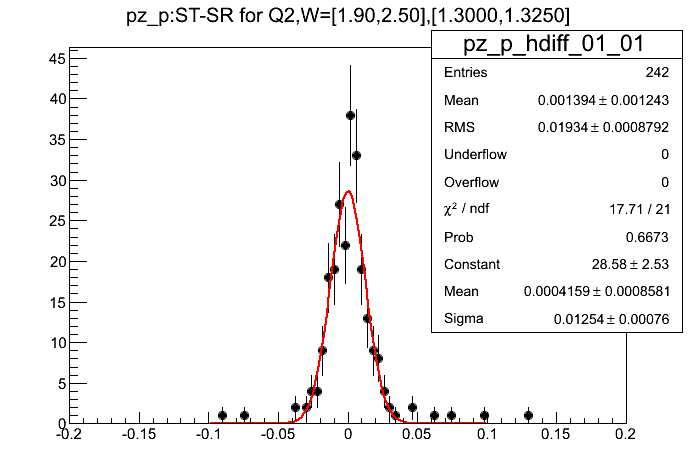 pz_p:ST-SR for Q2,W=[1.90,2.50],[1.3000,1.3250]
pz_p_hdiff_01_01
Entries 242
Mean 0.001394 ± 0.001243
RMS 0.01934 ± 0.0008792
Underflow 0
Overflow 0
χ² / ndf 17.71 / 21
Prob 0.6673
Constant 28.58 ± 2.53
Mean 0.0004159 ± 0.0008581
Sigma 0.01254 ± 0.00076
45
40
35
30
25
20
15
10
5
0
-0.2 -0.15 -0.1 -0.05 0 0.05 0.1 0.15 0.2